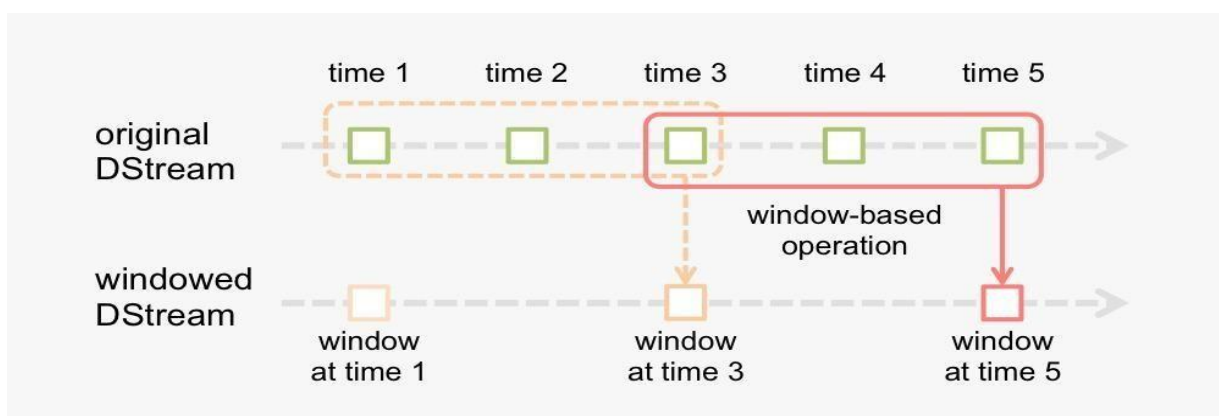 time 1 time 2 time 3 time 4 time 5
original
DStream
window-based
operation
windowed
DStream
window
at time 1
window
at time 3
window
at time 5